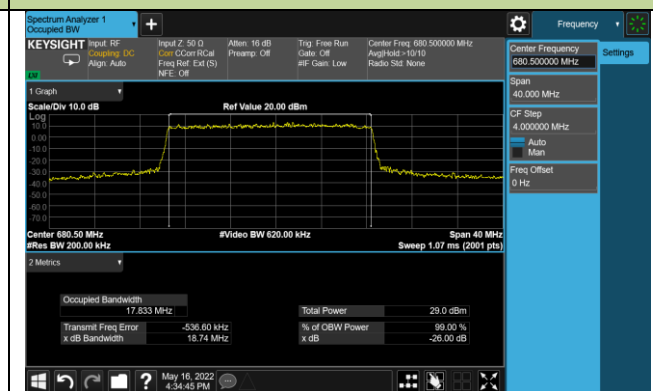 Spectrum Analyzer 1
Occupied BW
Frequency
KEYSIGHT
Input: RF
Coupling: DC
Align: Auto
Input Z: 50 Ω
Corr CCorr RCal
Freq Ref: Ext (S)
NFE: Off
Atten: 16 dB
Preamp: Off
Trig: Free Run
Gate: Off
#IF Gain: Low
Center Freq: 680.500000 MHz
Avg|Hold:>10/10
Radio Std: None
Center Frequency
680.500000 MHz
Settings
Span
40.000 MHz
CF Step
4.000000 MHz
Auto
Man
Freq Offset
0 Hz
1 Graph
Scale/Div 10.0 dB
Ref Value 20.00 dBm
Log
10.0
0.00
-10.0
-20.0
-30.0
-40.0
-50.0
-60.0
-70.0
Center 680.50 MHz
#Video BW 620.00 kHz
Span 40 MHz
#Res BW 200.00 kHz
Sweep 1.07 ms (2001 pts)
2 Metrics
Occupied Bandwidth
17.833 MHz
Total Power 29.0 dBm
Transmit Freq Error -536.60 kHz
% of OBW Power 99.00 %
x dB Bandwidth 18.74 MHz
x dB -26.00 dB
May 16, 2022
4:34:45 PM